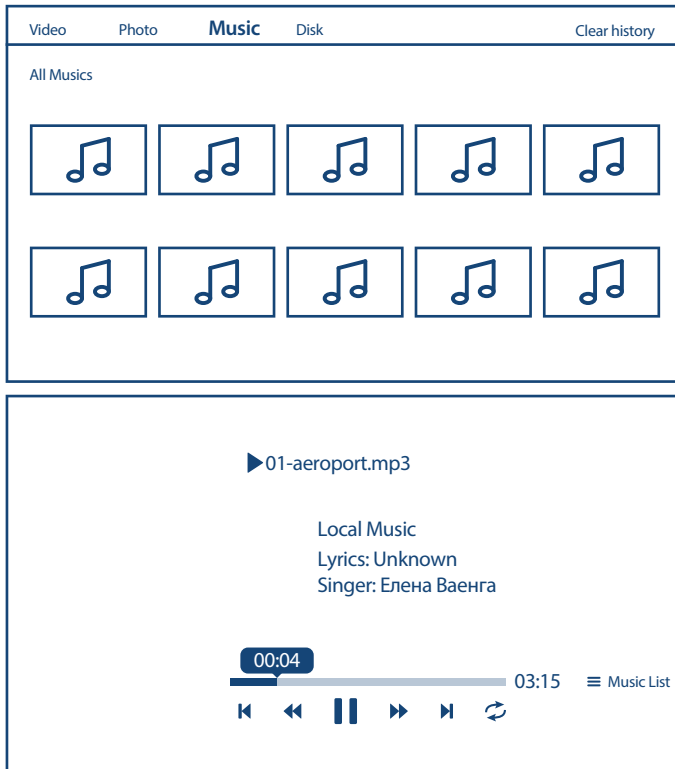 Video Photo Music Disk Clear history
All Musics
01-aeroport.mp3
Local Music
Lyrics: Unknown
Singer: Елена Ваенга
00:04
03:15 Music List